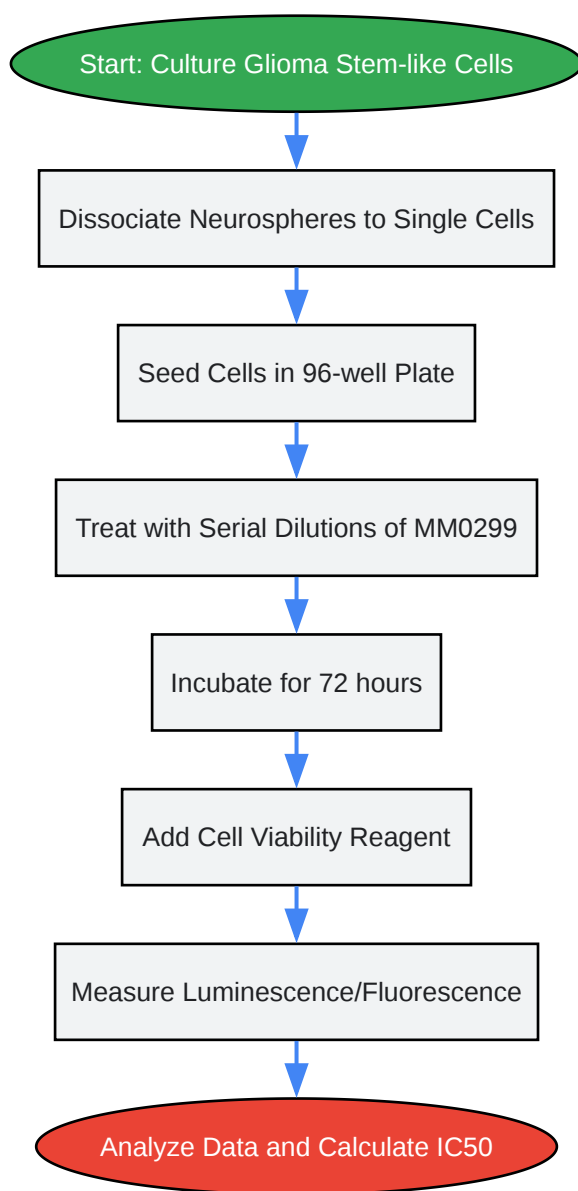 Start: Culture Glioma Stem-like Cells
Dissociate Neurospheres to Single Cells
Seed Cells in 96-well Plate
Treat with Serial Dilutions of MM0299
Incubate for 72 hours
Add Cell Viability Reagent
Measure Luminescence/Fluorescence
Analyze Data and Calculate IC50